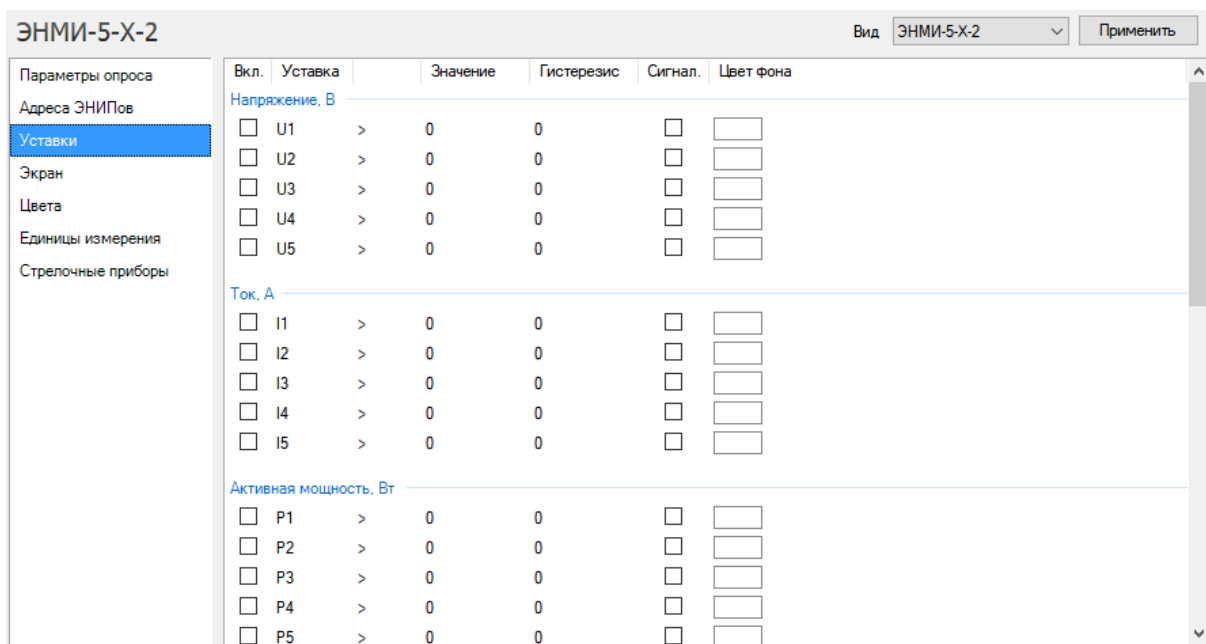 ЭНМИ-5-X-2
Вид ЭНМИ-5-X-2 Применить
Параметры опроса
Адреса ЭНИПов
Уставки
Экран
Цвета
Единицы измерения
Стрелочные приборы
Вкл. Уставка Значение Гистерезис Сигнал. Цвет фона
Напряжение, В
U1 > 0 0
U2 > 0 0
U3 > 0 0
U4 > 0 0
U5 > 0 0
Ток, А
I1 > 0 0
I2 > 0 0
I3 > 0 0
I4 > 0 0
I5 > 0 0
Активная мощность, Вт
P1 > 0 0
P2 > 0 0
P3 > 0 0
P4 > 0 0
P5 > 0 0